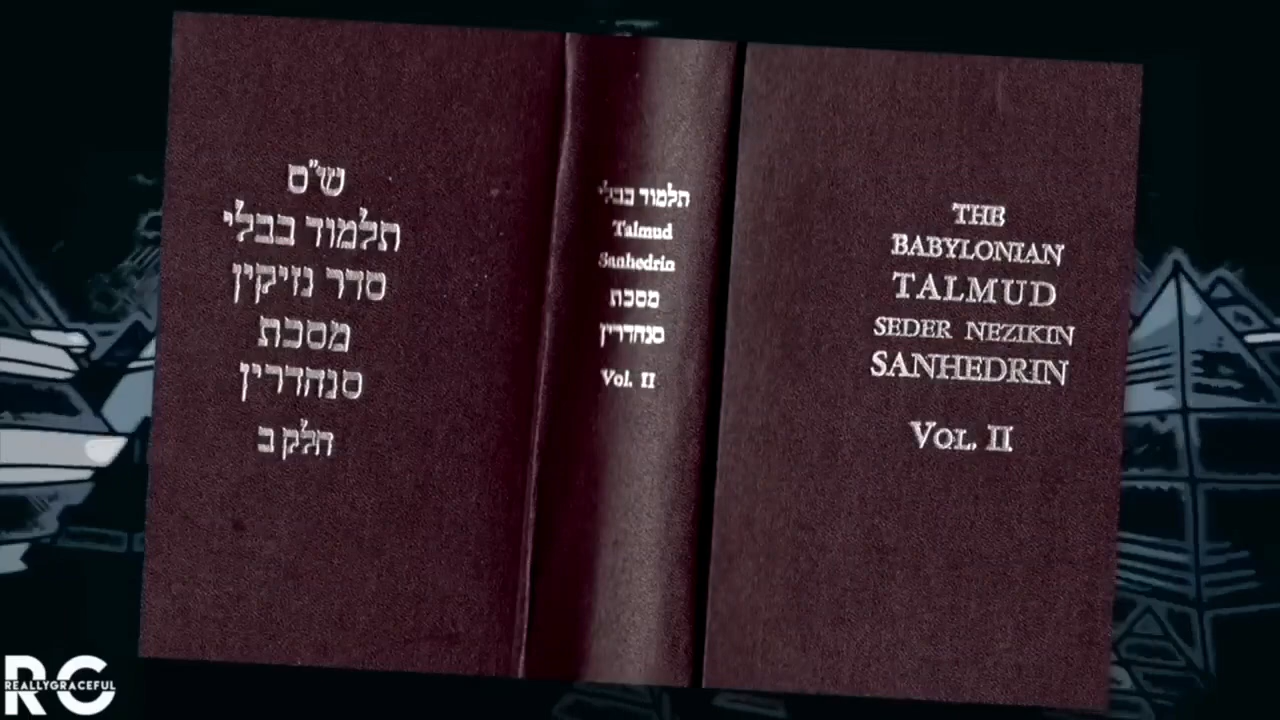 ש"ס
תלמוד בבלי
סדר נזיקין
מסכת
סנהדרין
חלק ב
תלמוד בבלי
Talmud
Sanhedrin
מסכת
סנהדרין
Vol. II
THE
BABYLONIAN
TALMUD
SEDER NEZIKIN
SANHEDRIN
VOL. II
RG
REALLYGRACEFUL